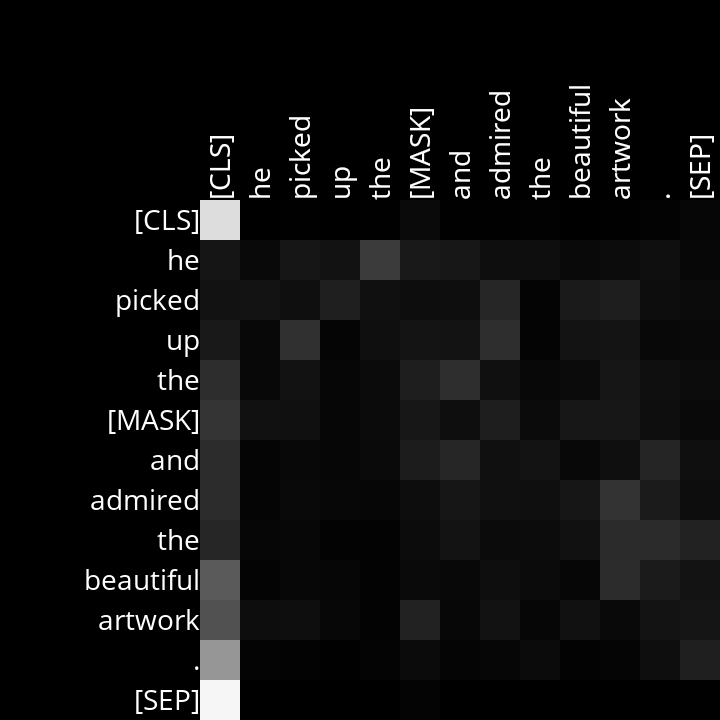 [CLS] he picked up the [MASK] and admired the beautiful artwork . [SEP]
[CLS]
he
picked
up
the
[MASK]
and
admired
the
beautiful
artwork
.
[SEP]